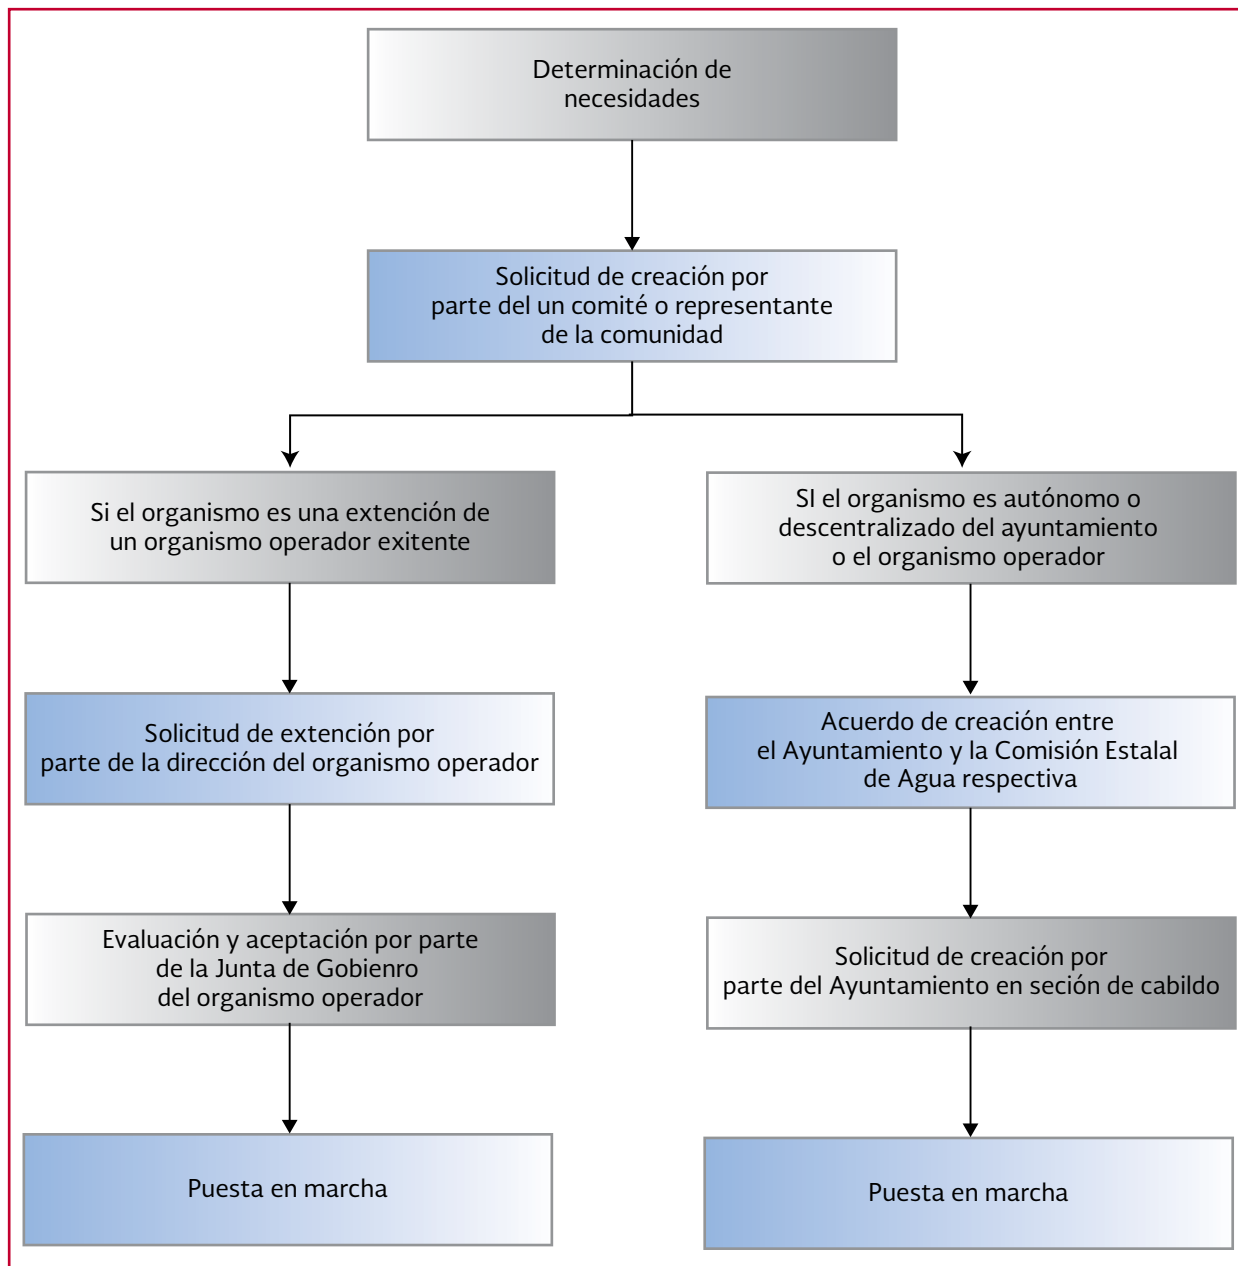 Determinación de
necesidades
Solicitud de creación por
parte del un comité o representante
de la comunidad
Si el organismo es una extención de
un organismo operador exitente
SI el organismo es autónomo o
descentralizado del ayuntamiento
o el organismo operador
Solicitud de extención por
parte de la dirección del organismo operador
Acuerdo de creación entre
el Ayuntamiento y la Comisión Estalal
de Agua respectiva
Evaluación y aceptación por parte
de la Junta de Gobienro
del organismo operador
Solicitud de creación por
parte del Ayuntamiento en seción de cabildo
Puesta en marcha
Puesta en marcha